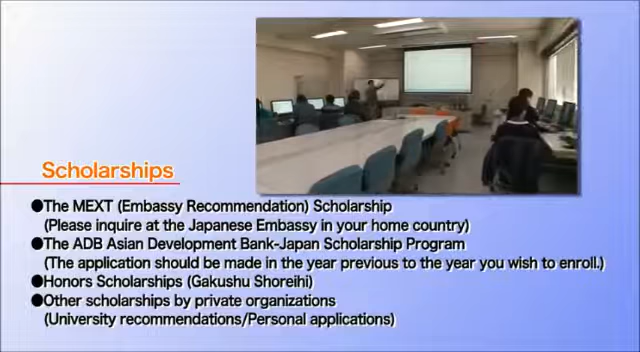 Scholarships
●The MEXT (Embassy Recommendation) Scholarship
(Please inquire at the Japanese Embassy in your home country)
●The ADB Asian Development Bank-Japan Scholarship Program
(The application should be made in the year previous to the year you wish to enroll.)
●Honors Scholarships (Gakushu Shoreihi)
●Other scholarships by private organizations
(University recommendations/Personal applications)